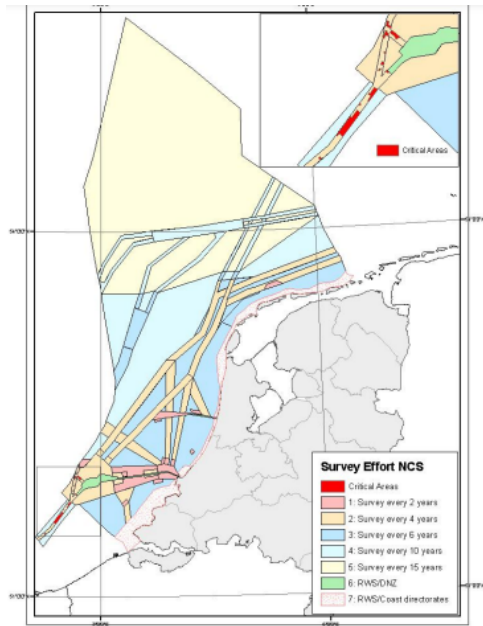 Critical Areas
Survey Effort NCS
Critical Areas
1: Survey every 2 years
2: Survey every 4 years
3: Survey every 6 years
4: Survey every 10 years
5: Survey every 15 years
6: RWS/DNZ
7: RWS/Coast directorates